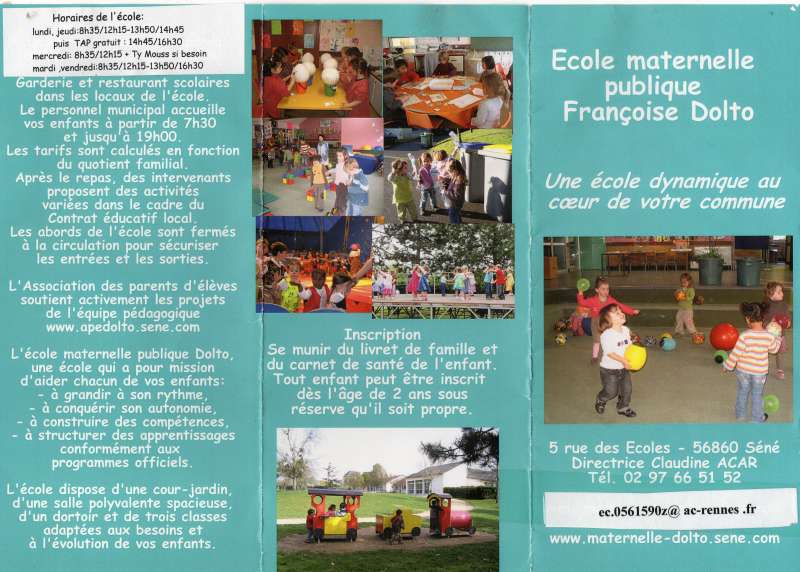 Horaires de l'école:
lundi, jeudi:8h35/12h15-13h50/14h45
puis TAP gratuit : 14h45/16h30
mercredi: 8h35/12h15 + Ty Mouss si besoin
mardi ,vendredi:8h35/12h15-13h50/16h30
Garderie et restaurant scolaires
dans les locaux de l'école.
Le personnel municipal accueille
vos enfants à partir de 7h30
et jusqu'à 19h00.
Les tarifs sont calculés en fonction
du quotient familial.
Après le repas, des intervenants
proposent des activités
variées dans le cadre du
Contrat éducatif local.
Les abords de l'école sont fermés
à la circulation pour sécuriser
les entrées et les sorties.
L'Association des parents d'élèves
soutient activement les projets
de l'équipe pédagogique
www.apedolto.sene.com
L'école maternelle publique Dolto,
une école qui a pour mission
d'aider chacun de vos enfants:
- à grandir à son rythme,
- à conquérir son autonomie,
- à construire des compétences,
- à structurer des apprentissages
conformément aux
programmes officiels.
L'école dispose d'une cour-jardin,
d'une salle polyvalente spacieuse,
d'un dortoir et de trois classes
adaptées aux besoins et
à l'évolution de vos enfants.
Inscription
Se munir du livret de famille et
du carnet de santé de l'enfant.
Tout enfant peut être inscrit
dès l'âge de 2 ans sous
réserve qu'il soit propre.
Ecole maternelle
publique
Françoise Dolto
Une école dynamique au
cœur de votre commune
5 rue des Ecoles - 56860 Séné
Directrice Claudine ACAR
Tél. 02 97 66 51 52
ec.0561590z@ ac-rennes .fr
www.maternelle-dolto.sene.com